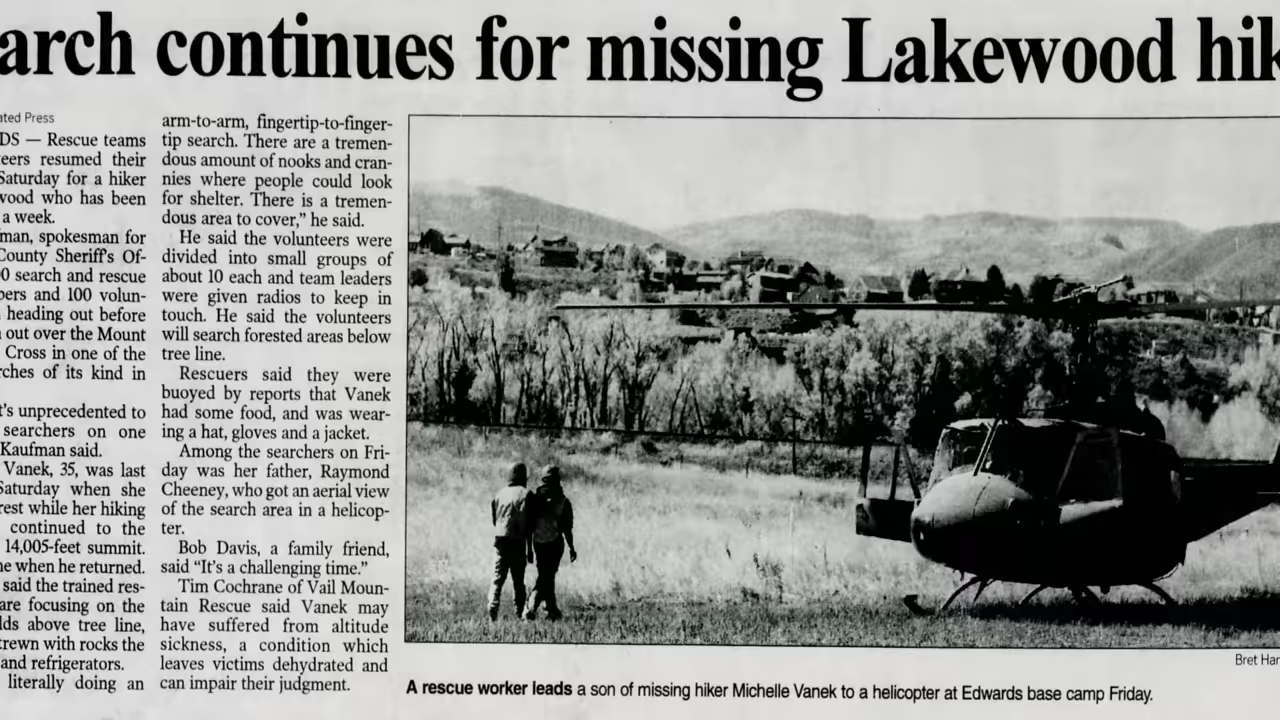 arch continues for missing Lakewood hik
ated Press
DS — Rescue teams
eers resumed their
Saturday for a hiker
wood who has been
a week.
man, spokesman for
County Sheriff's Of-
0 search and rescue
bers and 100 volun-
heading out before
out over the Mount
Cross in one of the
rches of its kind in
t's unprecedented to
searchers on one
Kaufman said.
Vanek, 35, was last
Saturday when she
rest while her hiking
continued to the
14,005-feet summit.
ne when he returned.
said the trained res-
are focusing on the
lds above tree line,
trewn with rocks the
and refrigerators.
literally doing an
arm-to-arm, fingertip-to-finger-
tip search. There are a tremen-
dous amount of nooks and cran-
nies where people could look
for shelter. There is a tremen-
dous area to cover,” he said.
He said the volunteers were
divided into small groups of
about 10 each and team leaders
were given radios to keep in
touch. He said the volunteers
will search forested areas below
tree line.
Rescuers said they were
buoyed by reports that Vanek
had some food, and was wear-
ing a hat, gloves and a jacket.
Among the searchers on Fri-
day was her father, Raymond
Cheeney, who got an aerial view
of the search area in a helicop-
ter.
Bob Davis, a family friend,
said “It's a challenging time.”
Tim Cochrane of Vail Moun-
tain Rescue said Vanek may
have suffered from altitude
sickness, a condition which
leaves victims dehydrated and
can impair their judgment.
Bret Har
A rescue worker leads a son of missing hiker Michelle Vanek to a helicopter at Edwards base camp Friday.